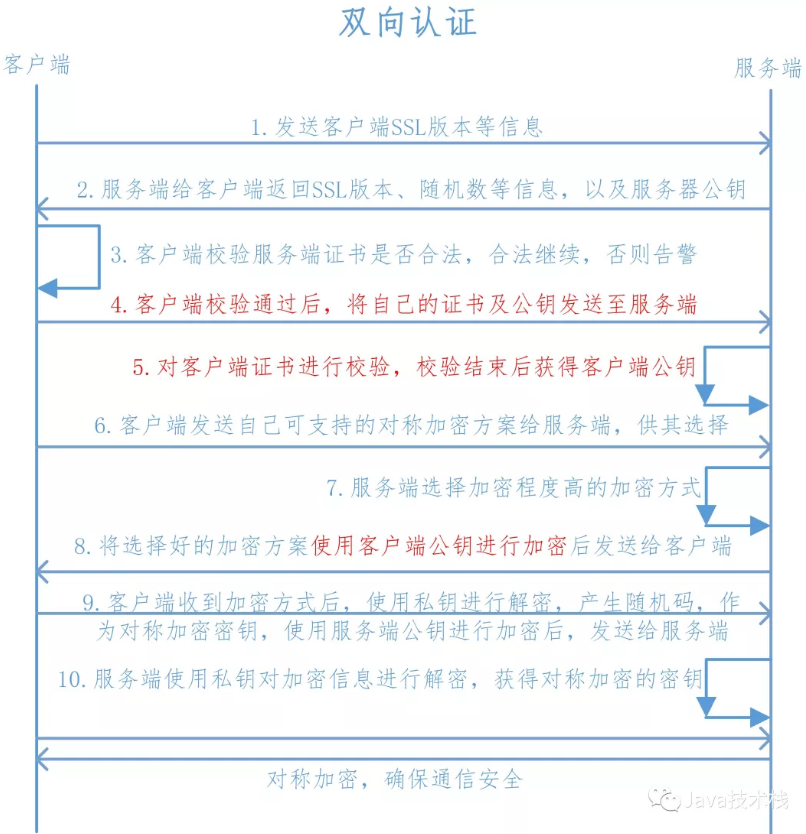 双向认证
客户端
服务端
1.发送客户端SSL版本等信息
2.服务端给客户端返回SSL版本、随机数等信息，以及服务器公钥
3.客户端校验服务端证书是否合法，合法继续，否则告警
4.客户端校验通过后，将自己的证书及公钥发送至服务端
5.对客户端证书进行校验，校验结束后获得客户端公钥
6.客户端发送自己可支持的对称加密方案给服务端，供其选择
7.服务端选择加密程度高的加密方式
8.将选择好的加密方案使用客户端公钥进行加密后发送给客户端
9.客户端收到加密方式后，使用私钥进行解密，产生随机码，作
为对称加密密钥，使用服务端公钥进行加密后，发送给服务端
10.服务端使用私钥对加密信息进行解密，获得对称加密的密钥
对称加密，确保通信安全
Java技术栈